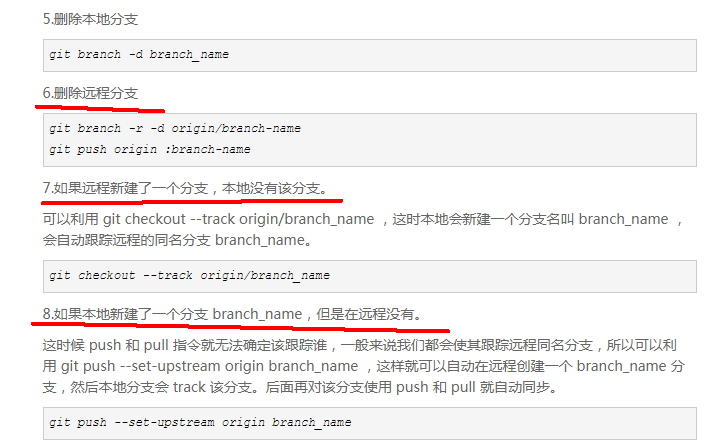 5.删除本地分支
git branch -d branch_name
6.删除远程分支
git branch -r -d origin/branch-name
git push origin :branch-name
7.如果远程新建了一个分支，本地没有该分支。
可以利用 git checkout --track origin/branch_name ，这时本地会新建一个分支名叫 branch_name ，
会自动跟踪远程的同名分支 branch_name。
git checkout --track origin/branch_name
8.如果本地新建了一个分支 branch_name，但是在远程没有。
这时候 push 和 pull 指令就无法确定该跟踪谁，一般来说我们都会使其跟踪远程同名分支，所以可以利
用 git push --set-upstream origin branch_name ，这样就可以自动在远程创建一个 branch_name 分
支，然后本地分支会 track 该分支。后面再对该分支使用 push 和 pull 就自动同步。
git push --set-upstream origin branch_name